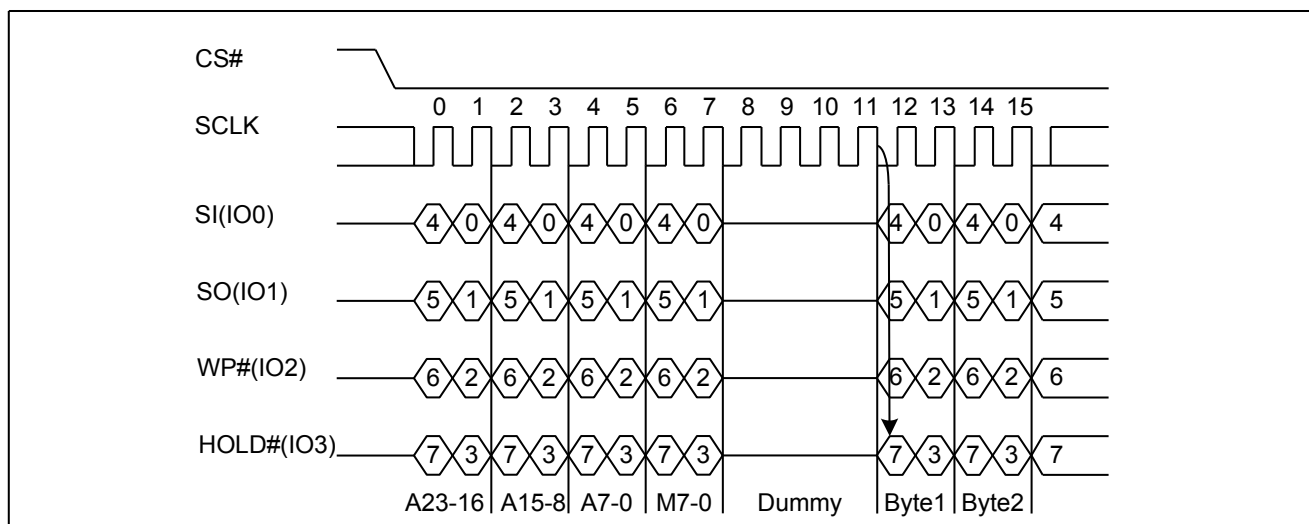 CS#
0 1 2 3 4 5 6 7 8 9 10 11 12 13 14 15
SCLK
SI(IO0) 4 0 4 0 4 0 4 0 4 0 4 0 4
SO(IO1) 5 1 5 1 5 1 5 1 5 1 5 1 5
WP#(IO2) 6 2 6 2 6 2 6 2 6 2 6 2 6
HOLD#(IO3) 7 3 7 3 7 3 7 3 7 3 7 3 7
A23-16 A15-8 A7-0 M7-0 Dummy Byte1 Byte2